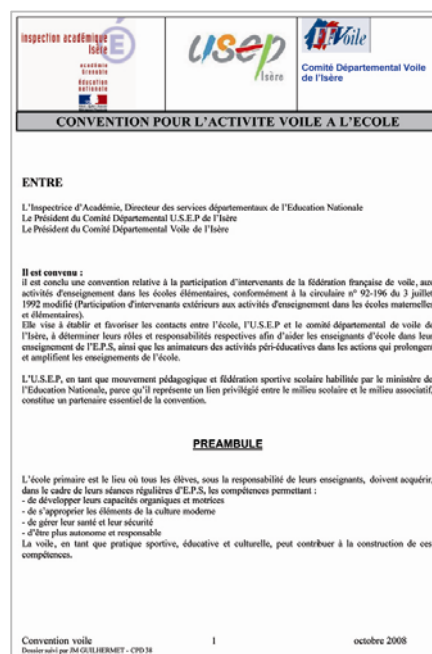 inspection académique
Isère
académie
Grenoble
éducation
nationale
usep
Isère
FFVoile
Comité Départemental Voile
de l'Isère
CONVENTION POUR L'ACTIVITE VOILE A L'ECOLE
ENTRE
L'Inspectrice d'Académie, Directeur des services départementaux de l'Education Nationale
Le Président du Comité Départemental U.S.E.P de l'Isère
Le Président du Comité Départemental Voile de l'Isère
Il est convenu :
il est conclu une convention relative à la participation d'intervenants de la fédération française de voile, aux
activités d'enseignement dans les écoles élémentaires, conformément à la circulaire n° 92-196 du 3 juillet
1992 modifié (Participation d'intervenants extérieurs aux activités d'enseignement dans les écoles maternelles
et élémentaires).
Elle vise à établir et favoriser les contacts entre l'école, l'U.S.E.P et le comité départemental de voile de
l'Isère, à déterminer leurs rôles et responsabilités respectives afin d'aider les enseignants d'école dans leur
enseignement de l'E.P.S, ainsi que les animateurs des activités péri-éducatives dans les actions qui prolongent
et amplifient les enseignements de l'école.
L'U.S.E.P, en tant que mouvement pédagogique et fédération sportive scolaire habilitée par le ministère de
l'Education Nationale, parce qu'il représente un lien privilégié entre le milieu scolaire et le milieu associatif,
constitue un partenaire essentiel de la convention.
PREAMBULE
L'école primaire est le lieu où tous les élèves, sous la responsabilité de leurs enseignants, doivent acquérir,
dans le cadre de leurs séances régulières d'E.P.S, les compétences permettant :
- de développer leurs capacités organiques et motrices
- de s'approprier les éléments de la culture moderne
- de gérer leur santé et leur sécurité
- d'être plus autonome et responsable
La voile, en tant que pratique sportive, éducative et culturelle, peut contribuer à la construction de ces
compétences.
Convention voile 1 octobre 2008
Dossier suivi par JM GUILHERMET - CPD 38